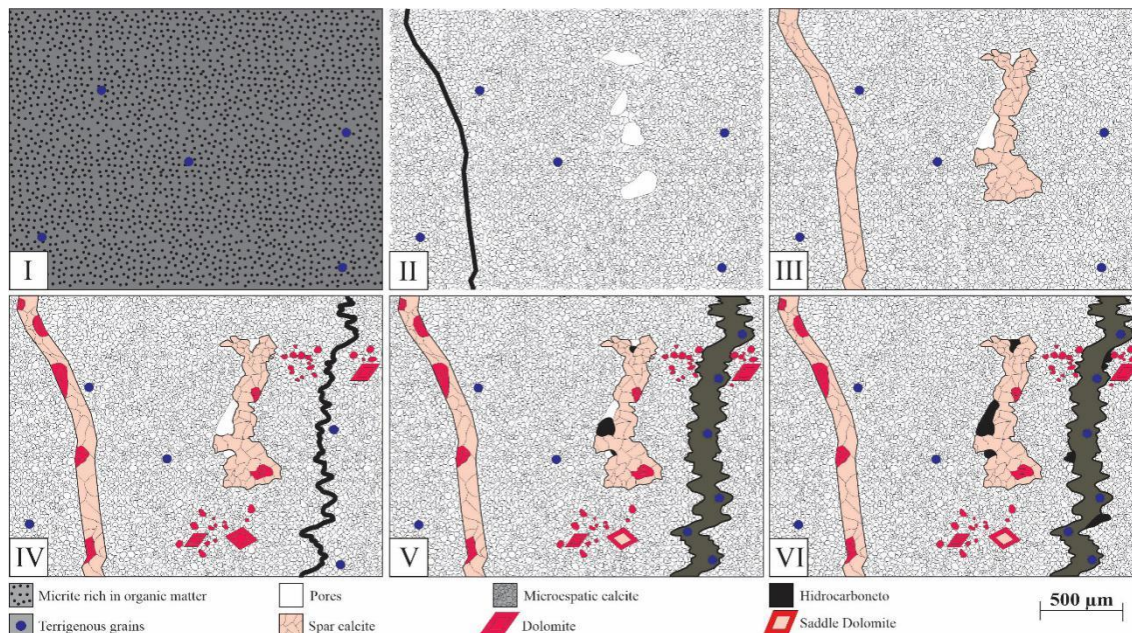 I
II
III
IV
V
VI
Micrite rich in organic matter
Pores
Microespatic calcite
Hidrocarboneto
500 µm
Terrigenous grains
Spar calcite
Dolomite
Saddle Dolomite